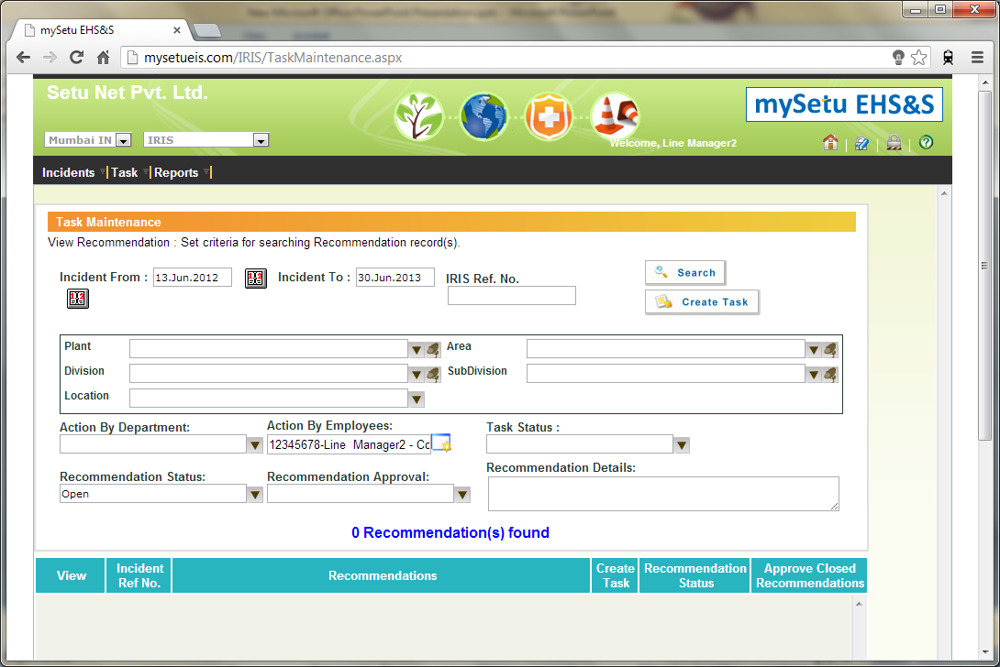 mySetu EHS&S
mysetueis.com/IRIS/TaskMaintenance.aspx
Setu Net Pvt. Ltd.
mySetu EHS&S
Mumbai IN IRIS
Welcome, Line Manager2
Incidents Task Reports
Task Maintenance
View Recommendation : Set criteria for searching Recommendation record(s).
Incident From : 13.Jun.2012 Incident To : 30.Jun.2013 IRIS Ref. No.
Search
Create Task
Plant Area
Division SubDivision
Location
Action By Department: Action By Employees: Task Status :
12345678-Line Manager2 - Cc
Recommendation Status: Recommendation Approval: Recommendation Details:
Open
0 Recommendation(s) found
View Incident Ref No. Recommendations Create Task Recommendation Status Approve Closed Recommendations